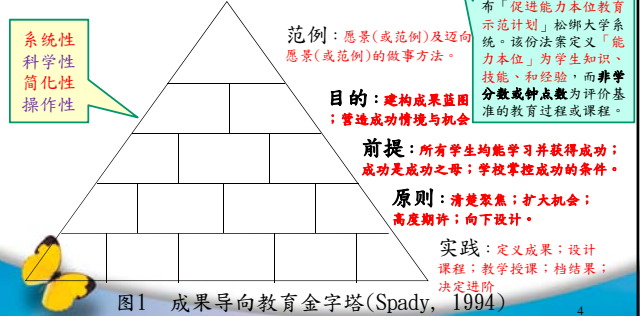 系统性
科学性
简化性
操作性
范例：愿景(或范例)及迈向
愿景(或范例)的做事方法。
布「促进能力本位教育
示范计划」松绑大学系
统。该份法案定义「能
力本位」为学生知识、
技能、和经验，而非学
分数或钟点数为评价基
准的教育过程或课程。
目的：建构成果蓝图
；营造成功情境与机会
前提：所有学生均能学习并获得成功；
成功是成功之母；学校掌控成功的条件。
原则：清楚聚焦；扩大机会；
高度期许；向下设计。
实践：定义成果；设计
课程；教学授课；档结果；
决定进阶
图1 成果导向教育金字塔(Spady, 1994)
4